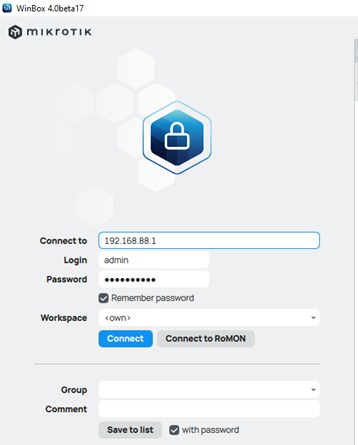 WinBox 4.0beta17
mikrotik
Connect to 192.168.88.1
Login admin
Password ••••••••••
Remember password
Workspace <own>
Connect Connect to RoMON
Group
Comment
Save to list with password